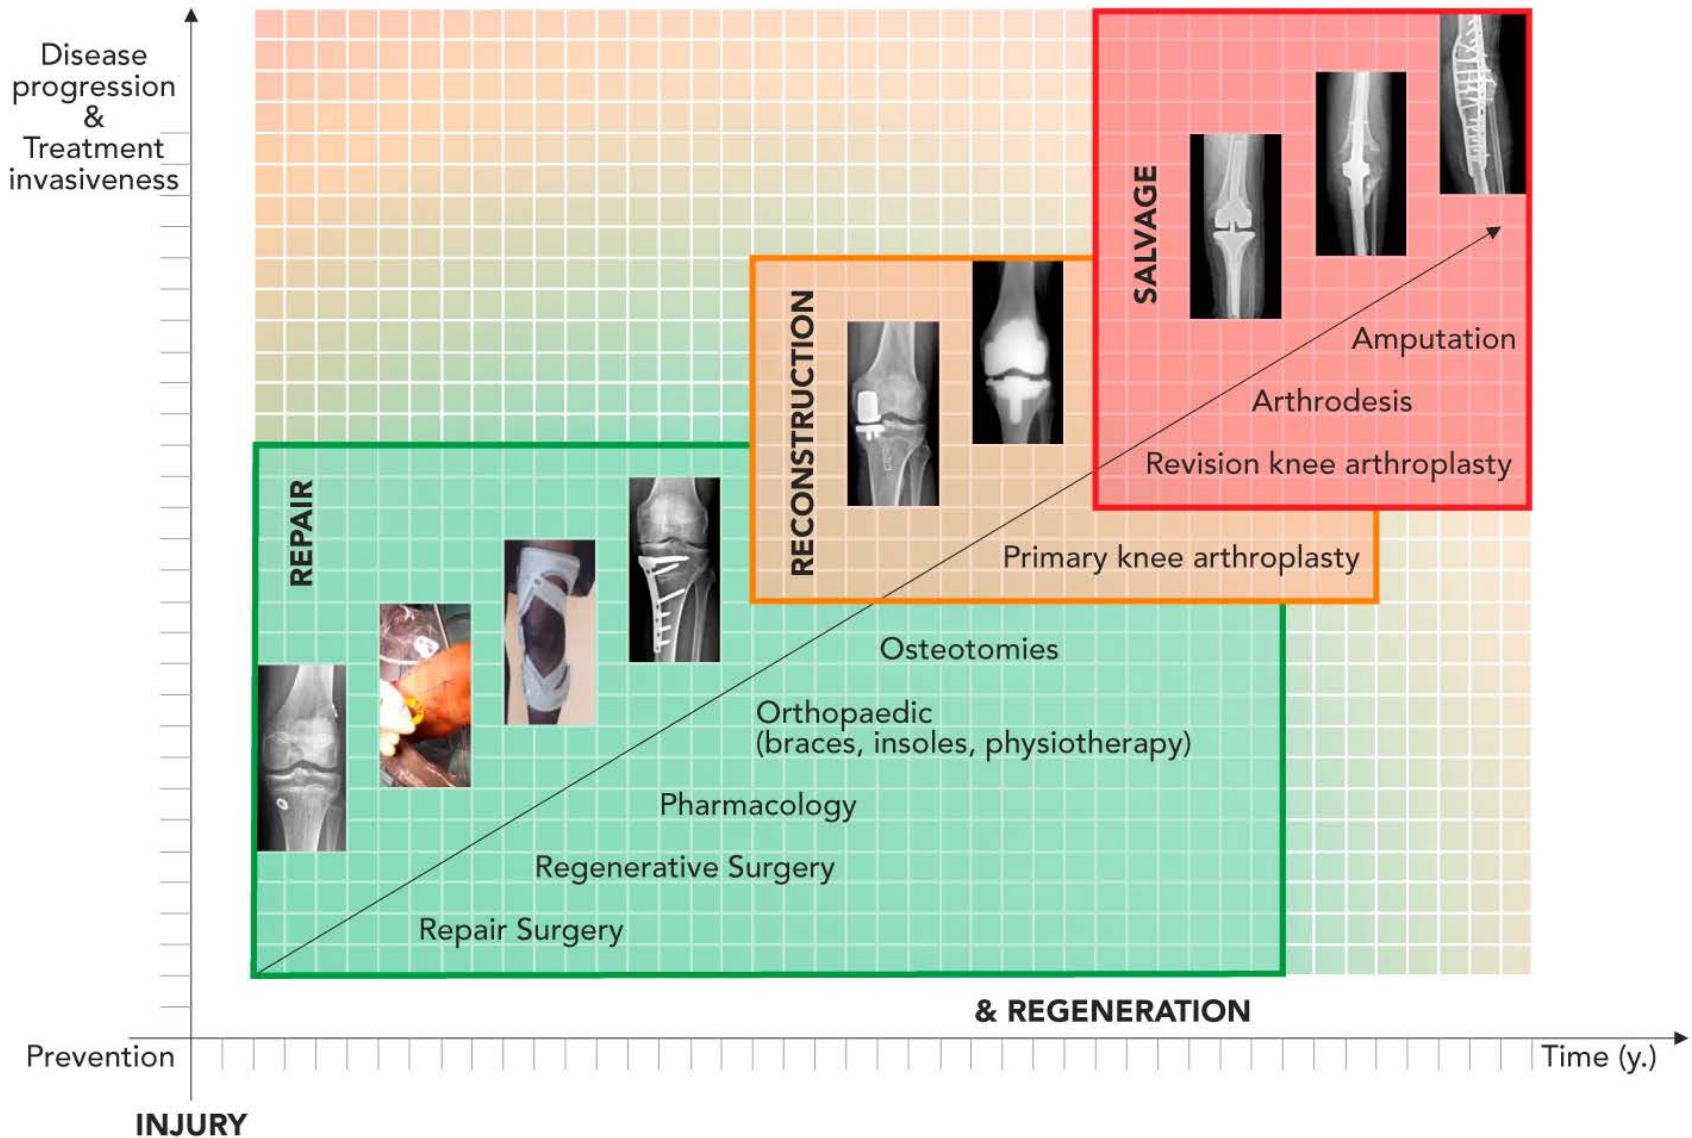 Disease
progression
&
Treatment
invasiveness
SALVAGE
RECONSTRUCTION
REPAIR
Amputation
Arthrodesis
Revision knee arthroplasty
Primary knee arthroplasty
Osteotomies
Orthopaedic
(braces, insoles, physiotherapy)
Pharmacology
Regenerative Surgery
Repair Surgery
& REGENERATION
Prevention
Time (y.)
INJURY